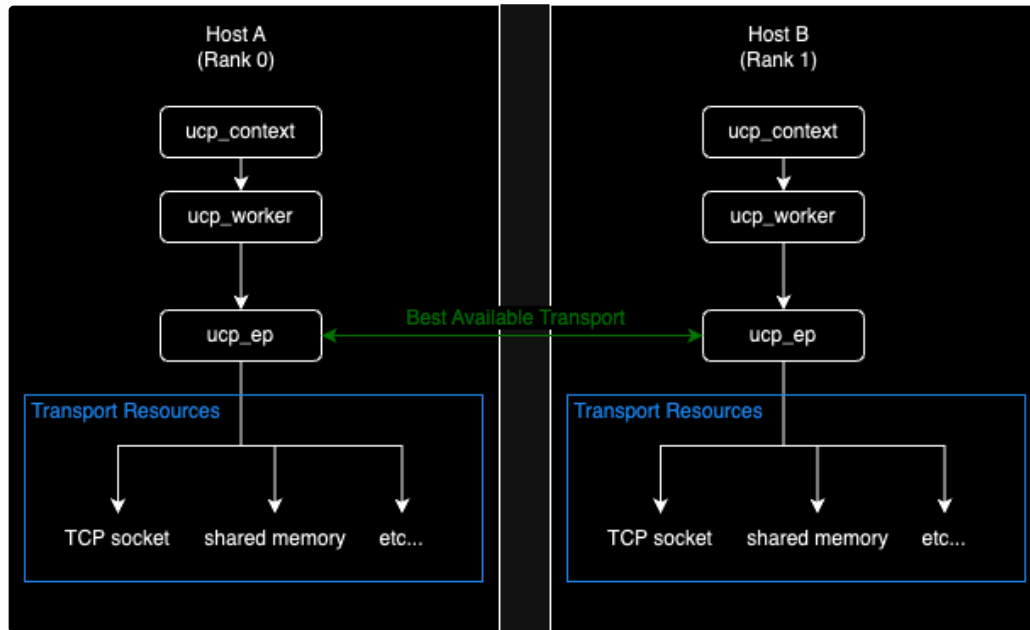 Host A
(Rank 0)
ucp_context
ucp_worker
ucp_ep
Transport Resources
TCP socket
shared memory
etc...
Best Available Transport
Host B
(Rank 1)
ucp_context
ucp_worker
ucp_ep
Transport Resources
TCP socket
shared memory
etc...